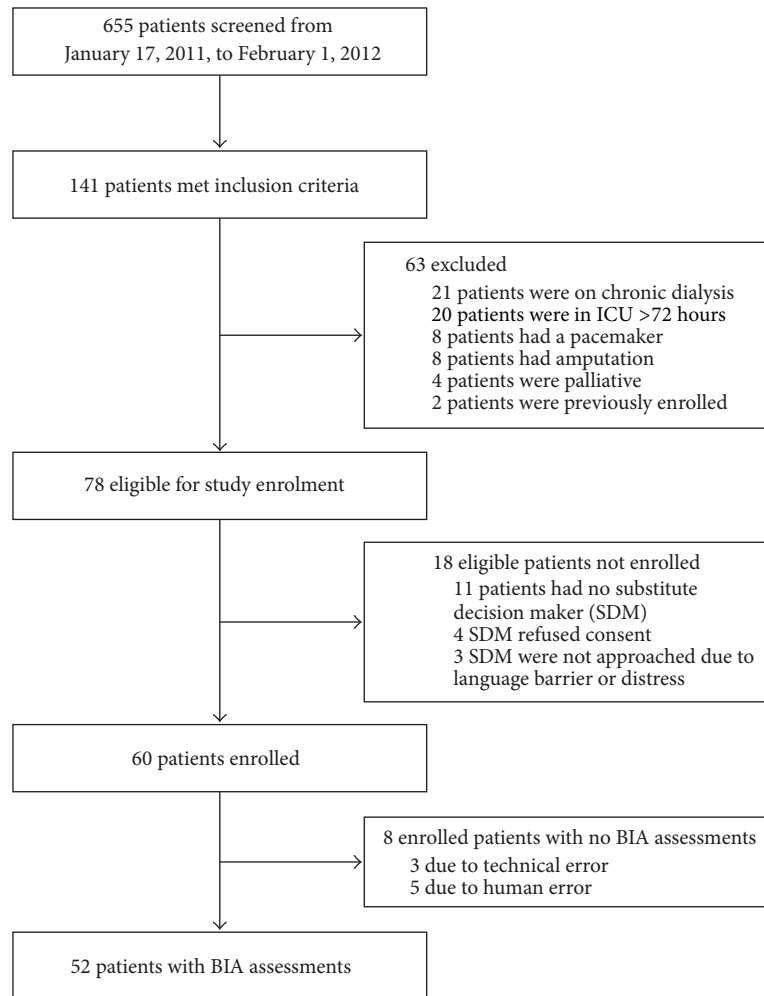 655 patients screened from
January 17, 2011, to February 1, 2012
141 patients met inclusion criteria
63 excluded
21 patients were on chronic dialysis
20 patients were in ICU >72 hours
8 patients had a pacemaker
8 patients had amputation
4 patients were palliative
2 patients were previously enrolled
78 eligible for study enrolment
18 eligible patients not enrolled
11 patients had no substitute
decision maker (SDM)
4 SDM refused consent
3 SDM were not approached due to
language barrier or distress
60 patients enrolled
8 enrolled patients with no BIA assessments
3 due to technical error
5 due to human error
52 patients with BIA assessments